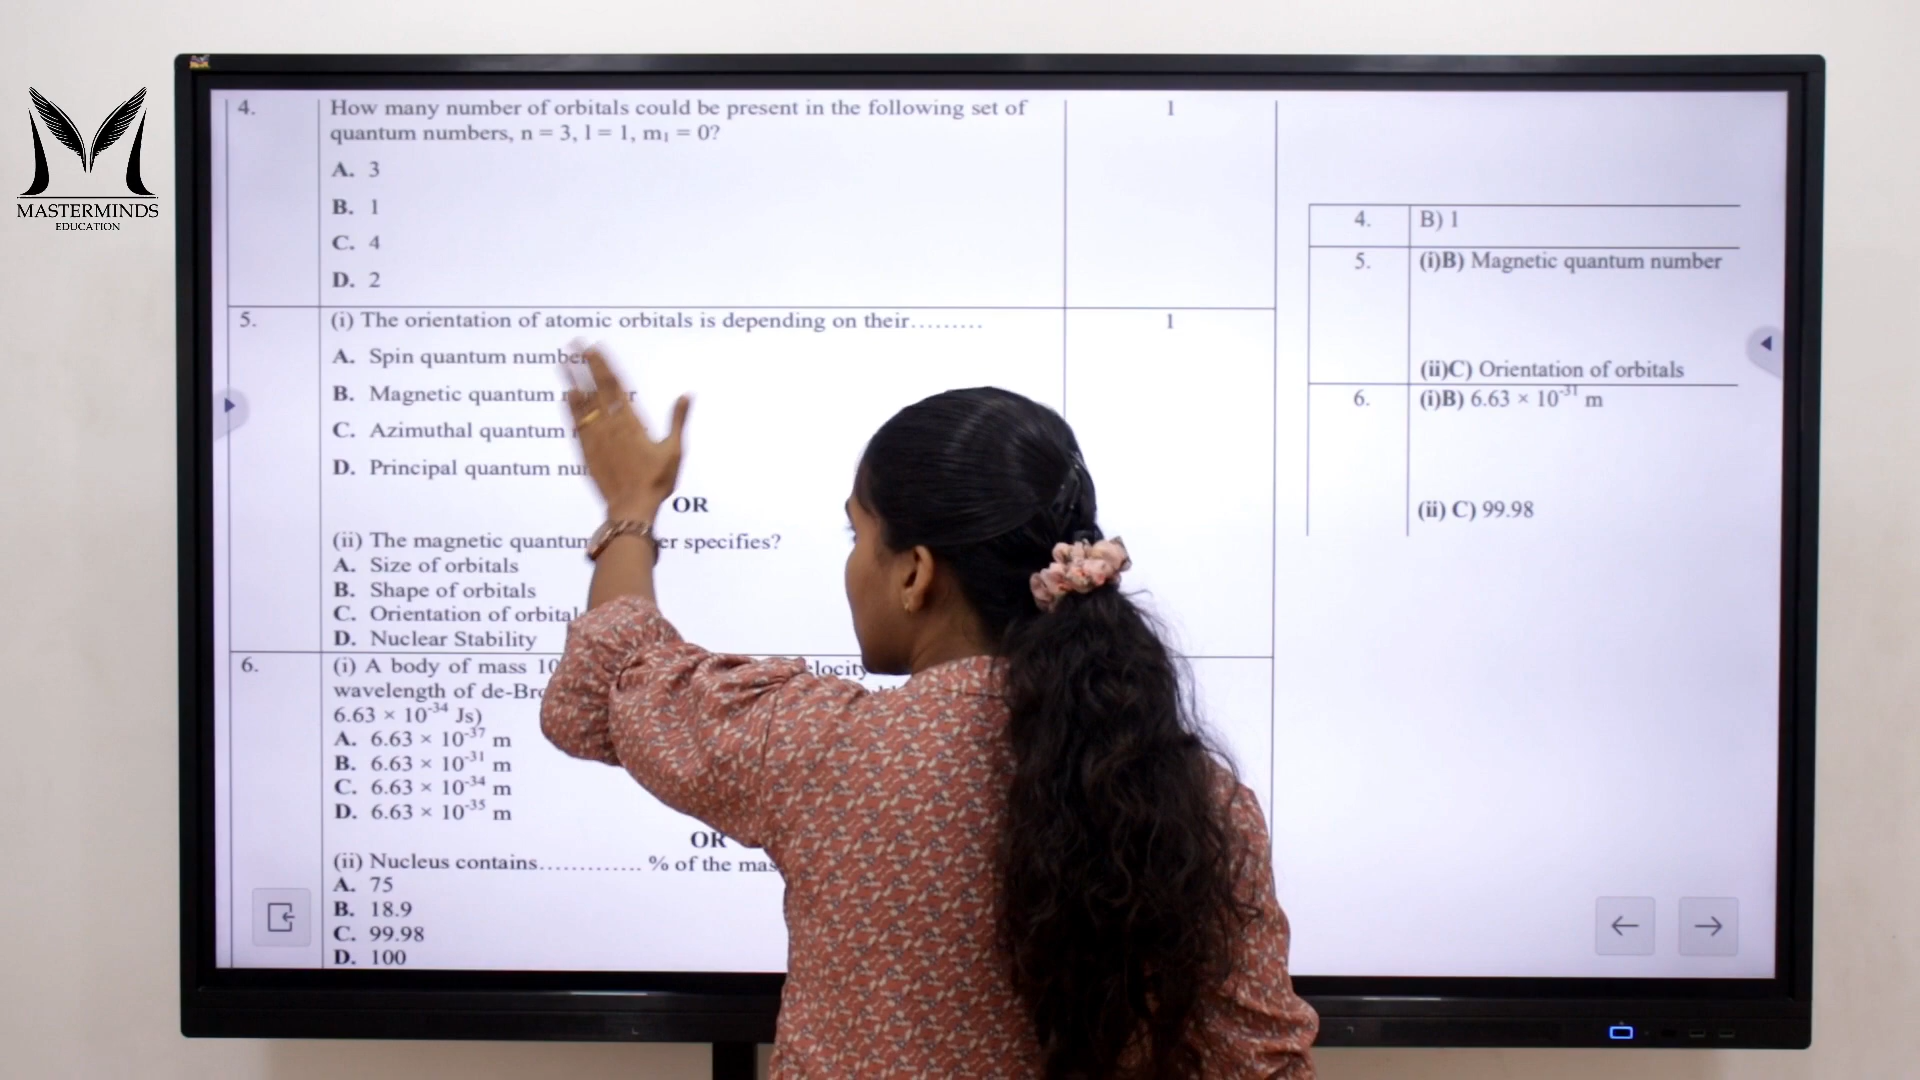 MASTERMINDS
EDUCATION
4. How many number of orbitals could be present in the following set of 1
quantum numbers, n = 3, l = 1, m₁ = 0?
A. 3
B. 1
C. 4
D. 2
5. (i) The orientation of atomic orbitals is depending on their......... 1
A. Spin quantum number
B. Magnetic quantum
C. Azimuthal quantum
D. Principal quantum
OR
(ii) The magnetic quantum specifies?
A. Size of orbitals
B. Shape of orbitals
C. Orientation of orbitals
D. Nuclear Stability
6. (i) A body of mass
wavelength of
6.63 × 10⁻³⁴ Js)
A. 6.63 × 10⁻³⁷ m
B. 6.63 × 10⁻³¹ m
C. 6.63 × 10⁻³⁴ m
D. 6.63 × 10⁻³⁵ m
OR
(ii) Nucleus contains............. % of the
A. 75
B. 18.9
C. 99.98
D. 100
4. B) 1
5. (i)B) Magnetic quantum number
(ii)C) Orientation of orbitals
6. (i)B) 6.63 × 10⁻³¹ m
(ii) C) 99.98